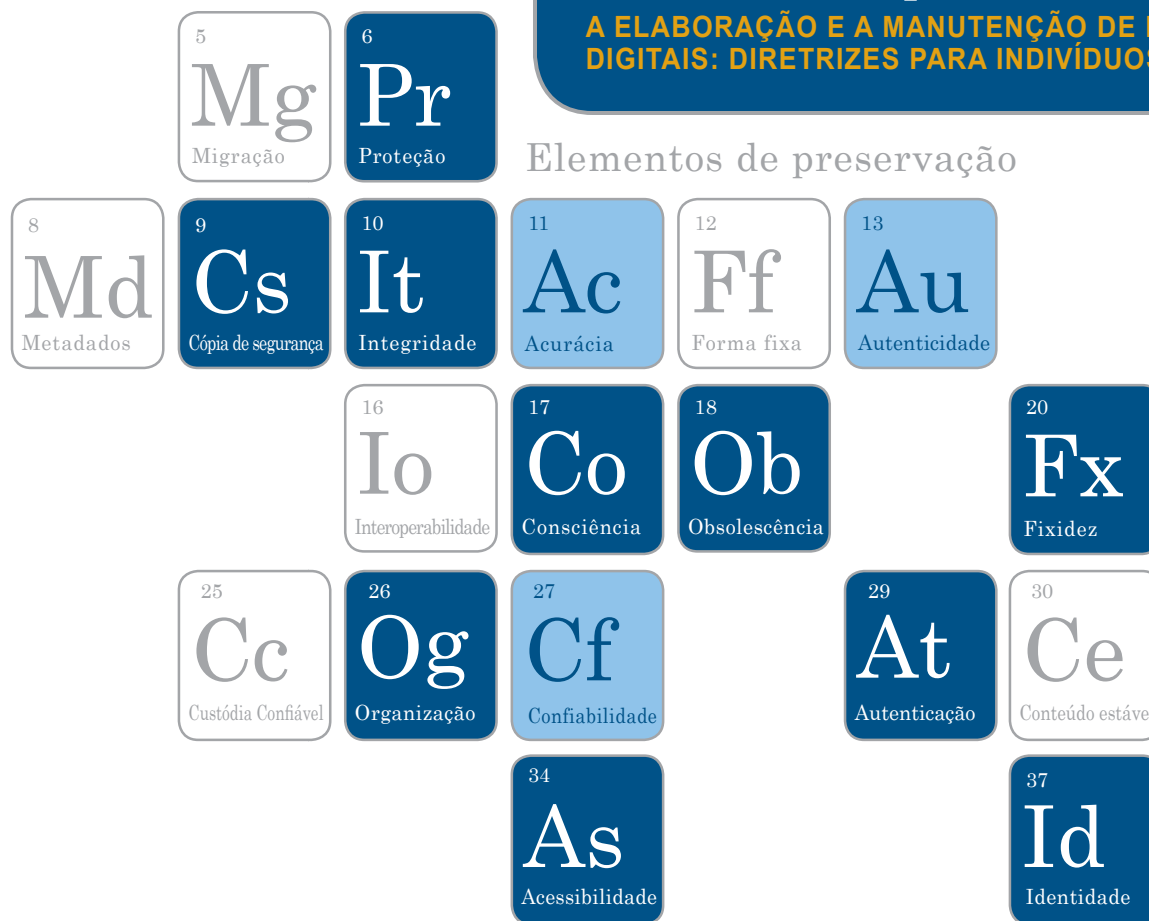 A ELABORAÇÃO E A MANUTENÇÃO DE
DIGITAIS: DIRETRIZES PARA INDIVÍDUOS
5
Mg
Migração
6
Pr
Proteção
Elementos de preservação
8
Md
Metadados
9
Cs
Cópia de segurança
10
It
Integridade
11
Ac
Acurácia
12
Ff
Forma fixa
13
Au
Autenticidade
16
Io
Interoperabilidade
17
Co
Consciência
18
Ob
Obsolescência
20
Fx
Fixidez
25
Cc
Custódia Confiável
26
Og
Organização
27
Cf
Confiabilidade
29
At
Autenticação
30
Ce
Conteúdo estáve
34
As
Acessibilidade
37
Id
Identidade